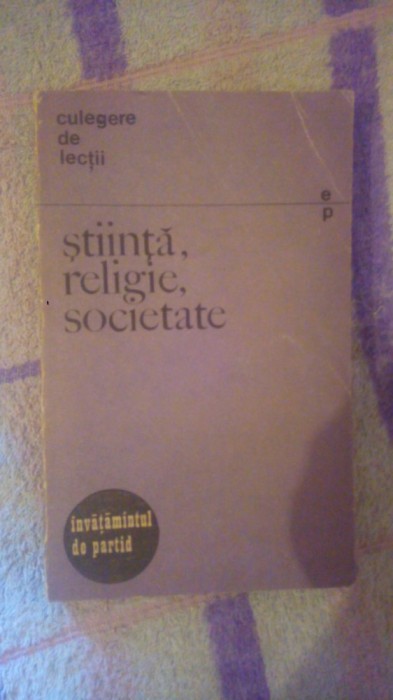 culegere
de
lecții
e
p
știință,
religie,
societate
învățămîntul
de partid